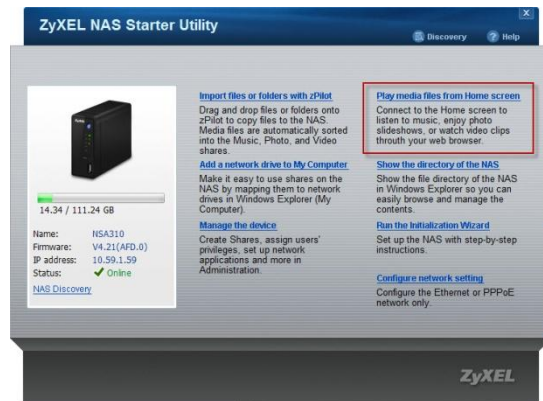 ZyXEL NAS Starter Utility
Discovery
Help
Import files or folders with zPilot
Drag and drop files or folders onto
zPilot to copy files to the NAS.
Media files are automatically sorted
into the Music, Photo, and Video
shares.
Add a network drive to My Computer
Make it easy to use shares on the
NAS by mapping them to network
drives in Windows Explorer (My
Computer).
Manage the device
Create Shares, assign users'
privileges, set up network
applications and more in
Administration.
Play media files from Home screen
Connect to the Home screen to
listen to music, enjoy photo
slideshows, or watch video clips
throuth your web browser.
Show the directory of the NAS
Show the file directory of the NAS
in Windows Explorer so you can
easily browse and manage the
contents.
Run the Initialization Wizard
Set up the NAS with step-by-step
instructions.
Configure network setting
Configure the Ethernet or PPPoE
network only.
14.34 / 111.24 GB
Name: NSA310
Firmware: V4.21(AFD.0)
IP address: 10.59.1.59
Status: Online
NAS Discovery
ZyXEL